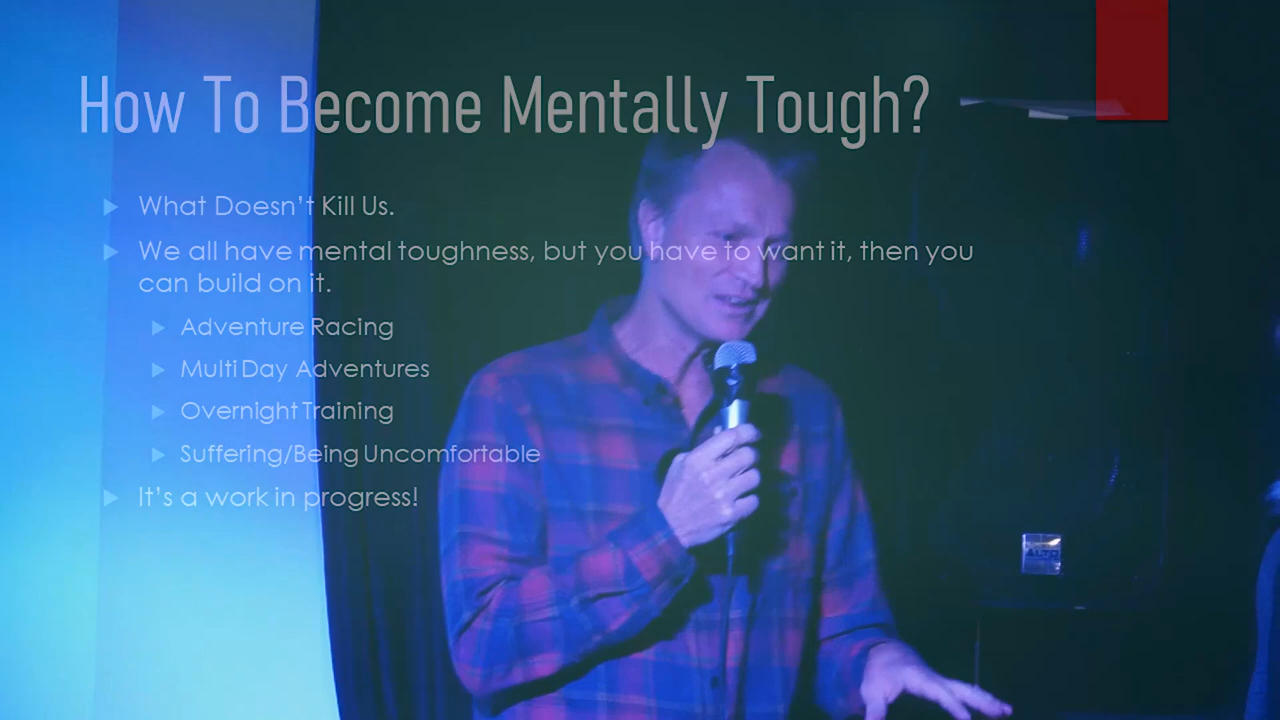 How To Become Mentally Tough?
What Doesn't Kill Us.
We all have mental toughness, but you have to want it, then you
can build on it.
Adventure Racing
Multi Day Adventures
Overnight Training
Suffering/Being Uncomfortable
It's a work in progress!
ALTO